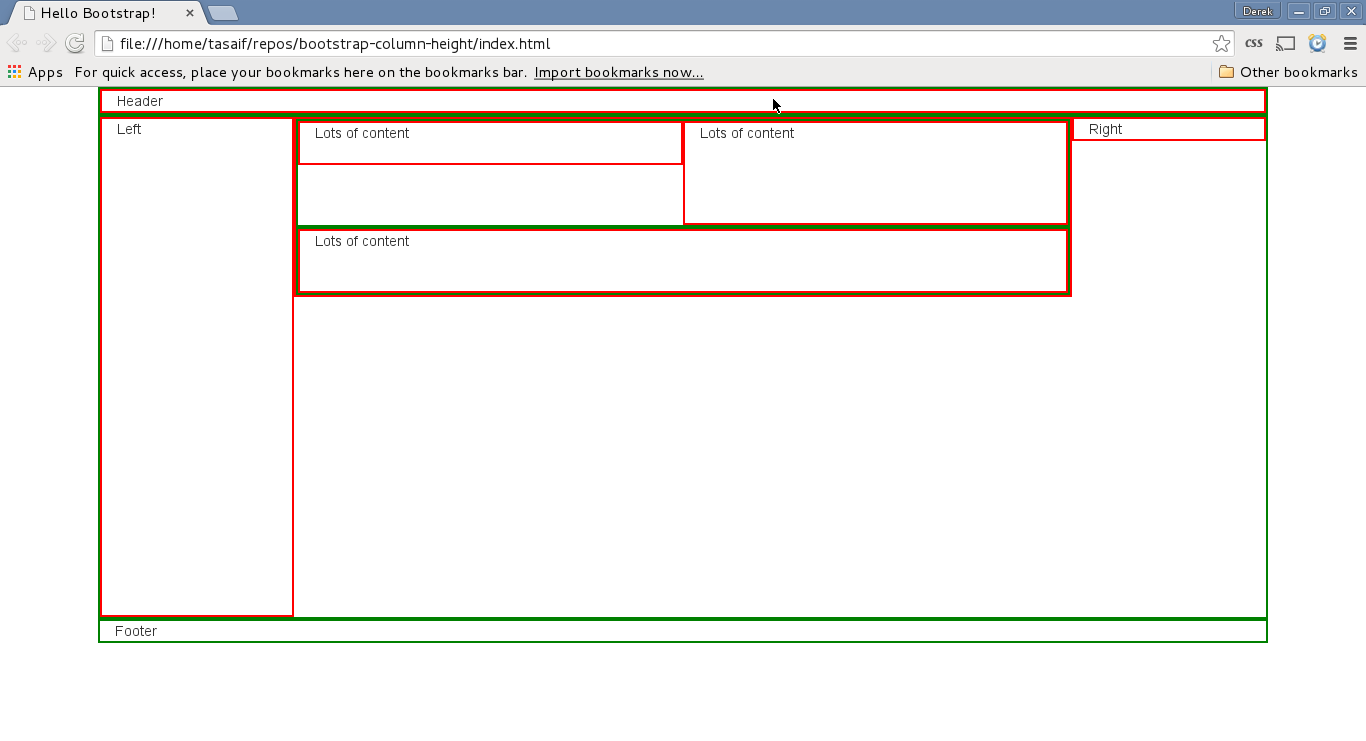 Hello Bootstrap!
Derek
file:///home/tasaif/repos/bootstrap-column-height/index.html
css
Apps For quick access, place your bookmarks here on the bookmarks bar. Import bookmarks now... Other bookmarks
Header
Left
Lots of content
Lots of content
Right
Lots of content
Footer